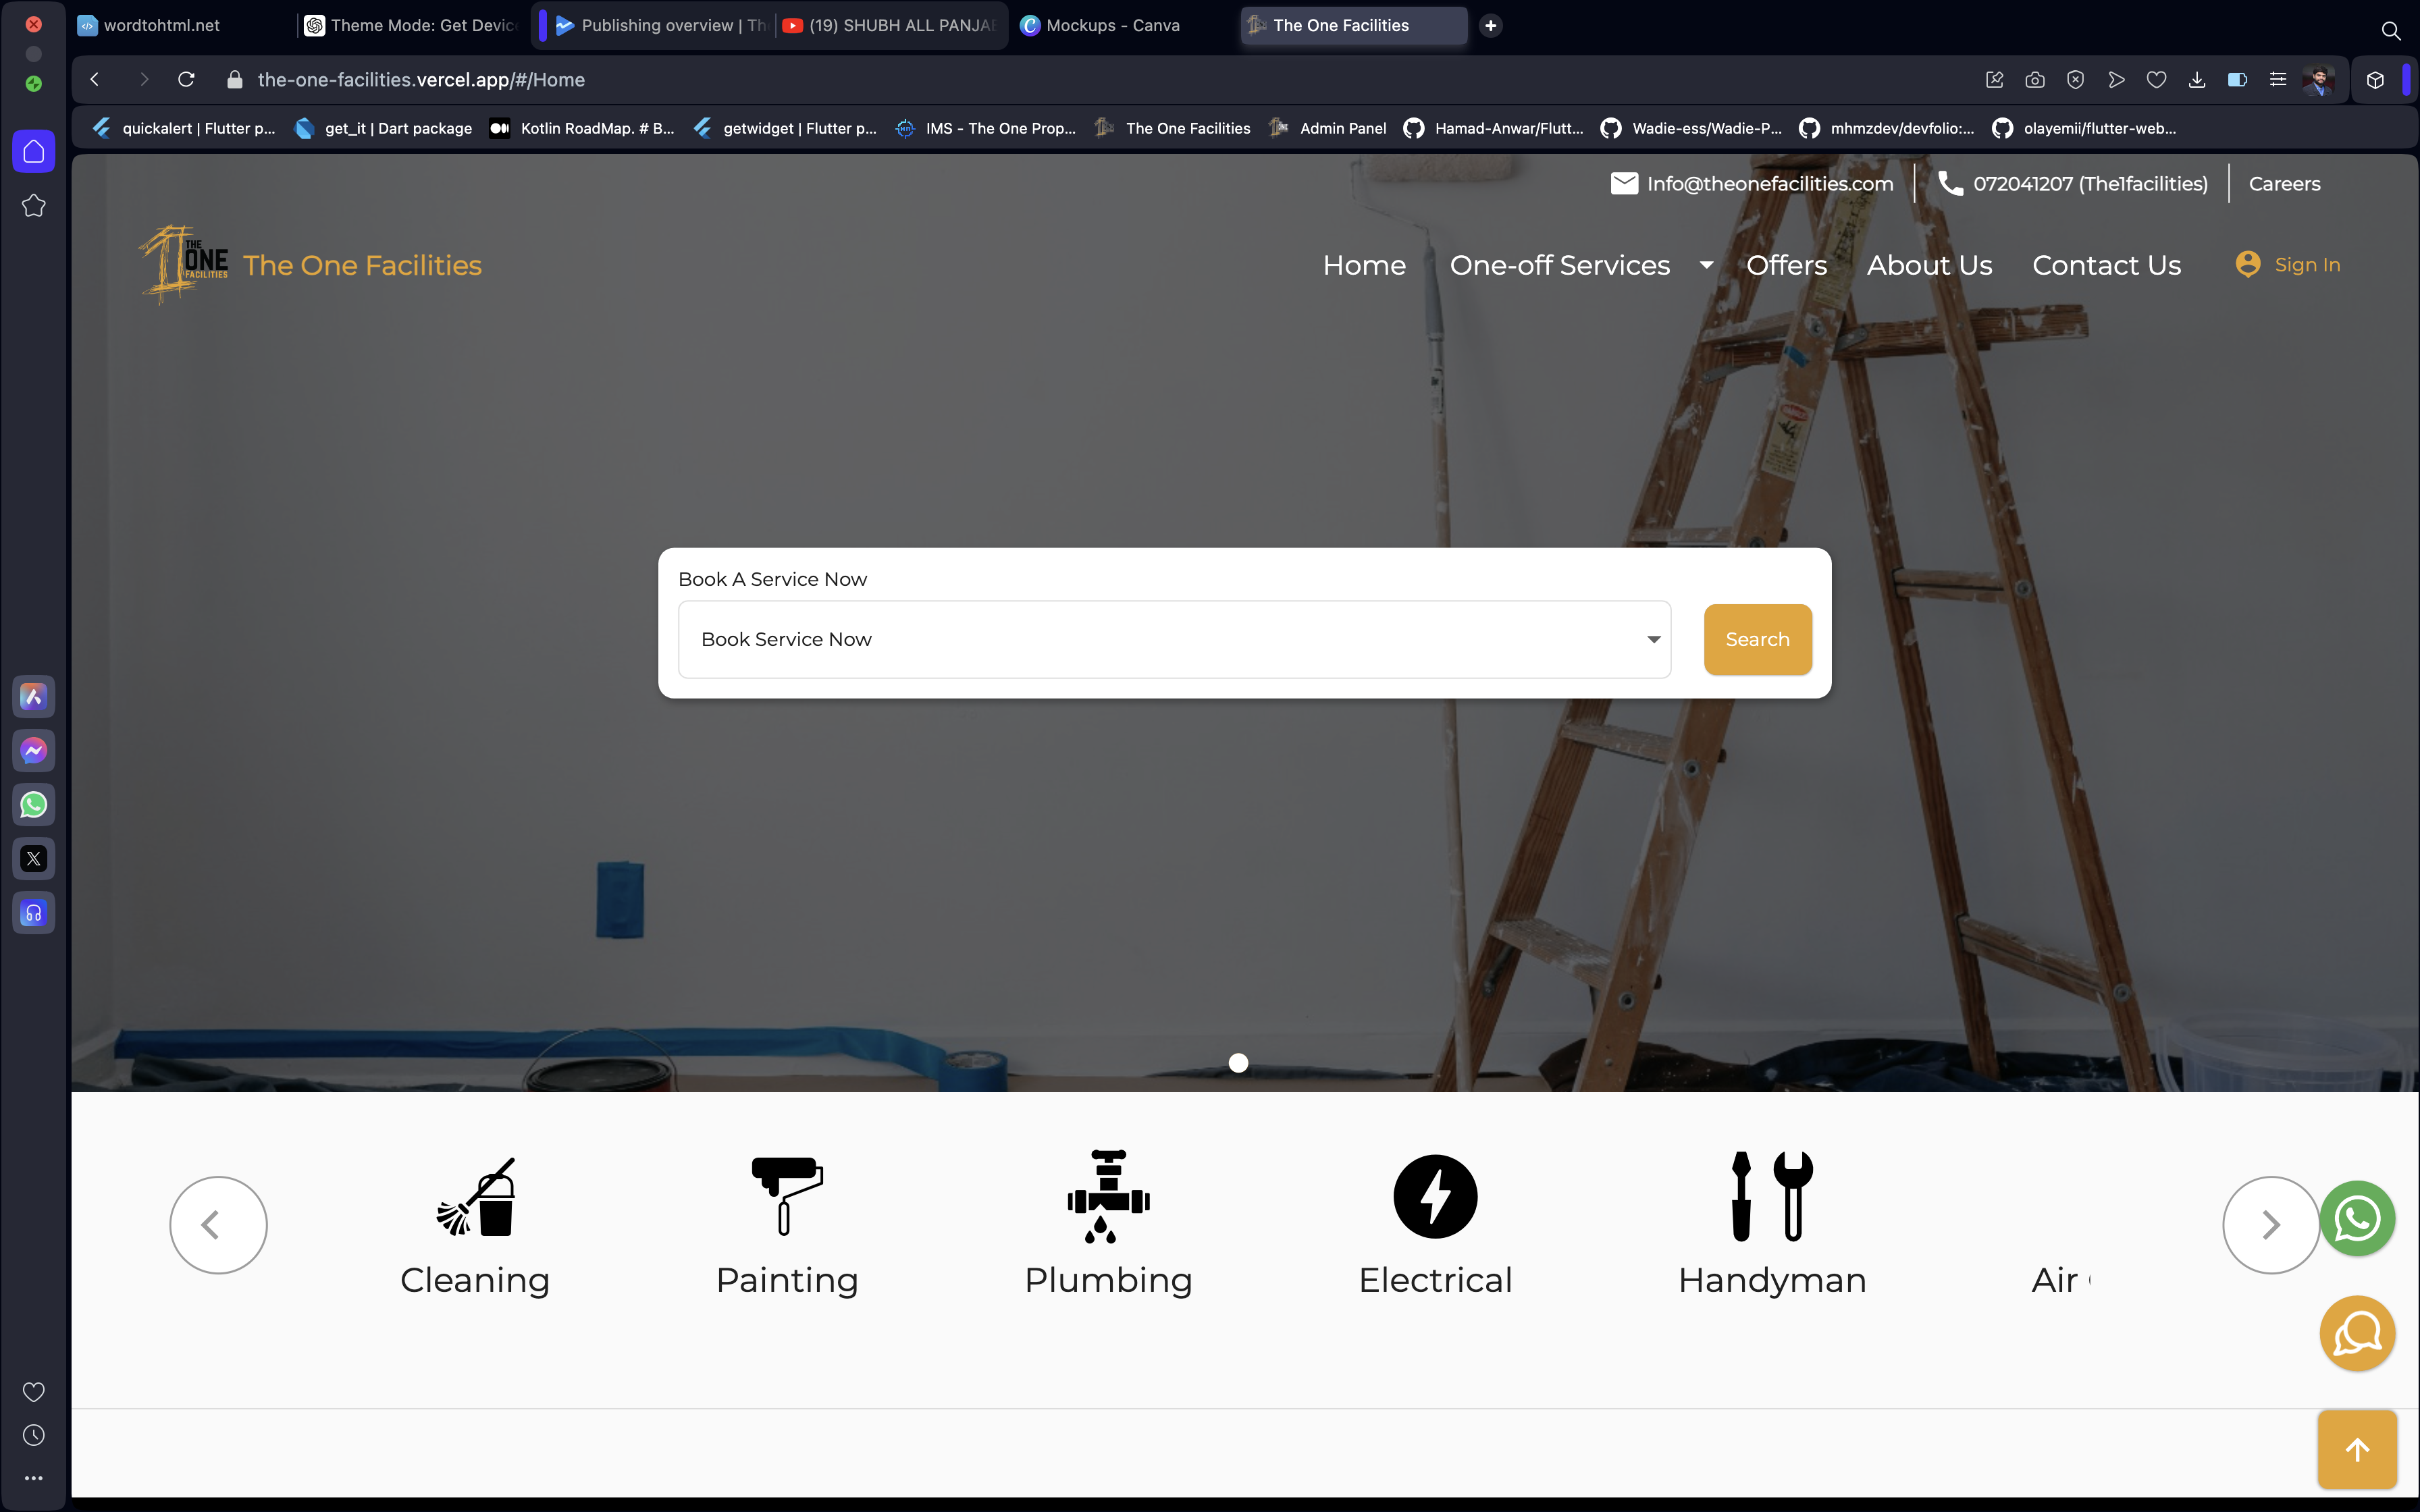 wordtohtml.net
Theme Mode: Get Device
Publishing overview | Th
(19) SHUBH ALL PANJAB
Mockups - Canva
The One Facilities
the-one-facilities.vercel.app/#/Home
quickalert | Flutter p...
get_it | Dart package
Kotlin RoadMap. # B...
getwidget | Flutter p...
IMS - The One Prop...
The One Facilities
Admin Panel
Hamad-Anwar/Flutt...
Wadie-ess/Wadie-P...
mhmzdev/devfolio:...
olayemii/flutter-web...
Info@theonefacilities.com
072041207 (The1facilities)
Careers
THE
ONE
FACILITIES
The One Facilities
Home
One-off Services
Offers
About Us
Contact Us
Sign In
Book A Service Now
Book Service Now
Search
Cleaning
Painting
Plumbing
Electrical
Handyman
Air